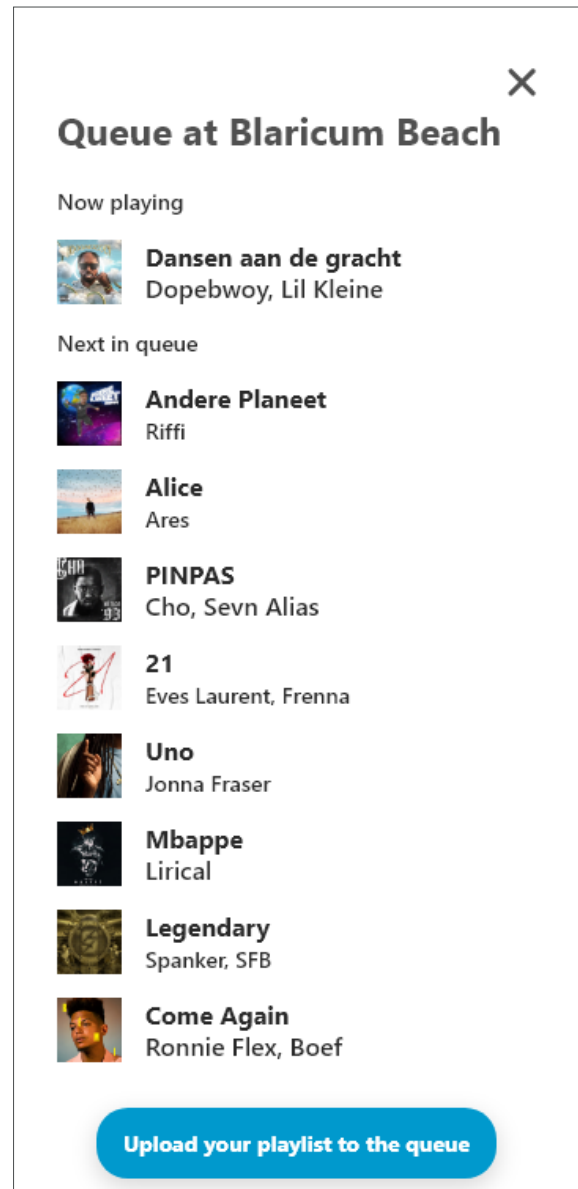 Queue at Blaricum Beach
Now playing
Dansen aan de gracht
Dopebwoy, Lil Kleine
Next in queue
Andere Planeet
Riffi
Alice
Ares
PINPAS
Cho, Sevn Alias
21
Eves Laurent, Frenna
Uno
Jonna Fraser
Mbappe
Lirical
Legendary
Spanker, SFB
Come Again
Ronnie Flex, Boef
Upload your playlist to the queue